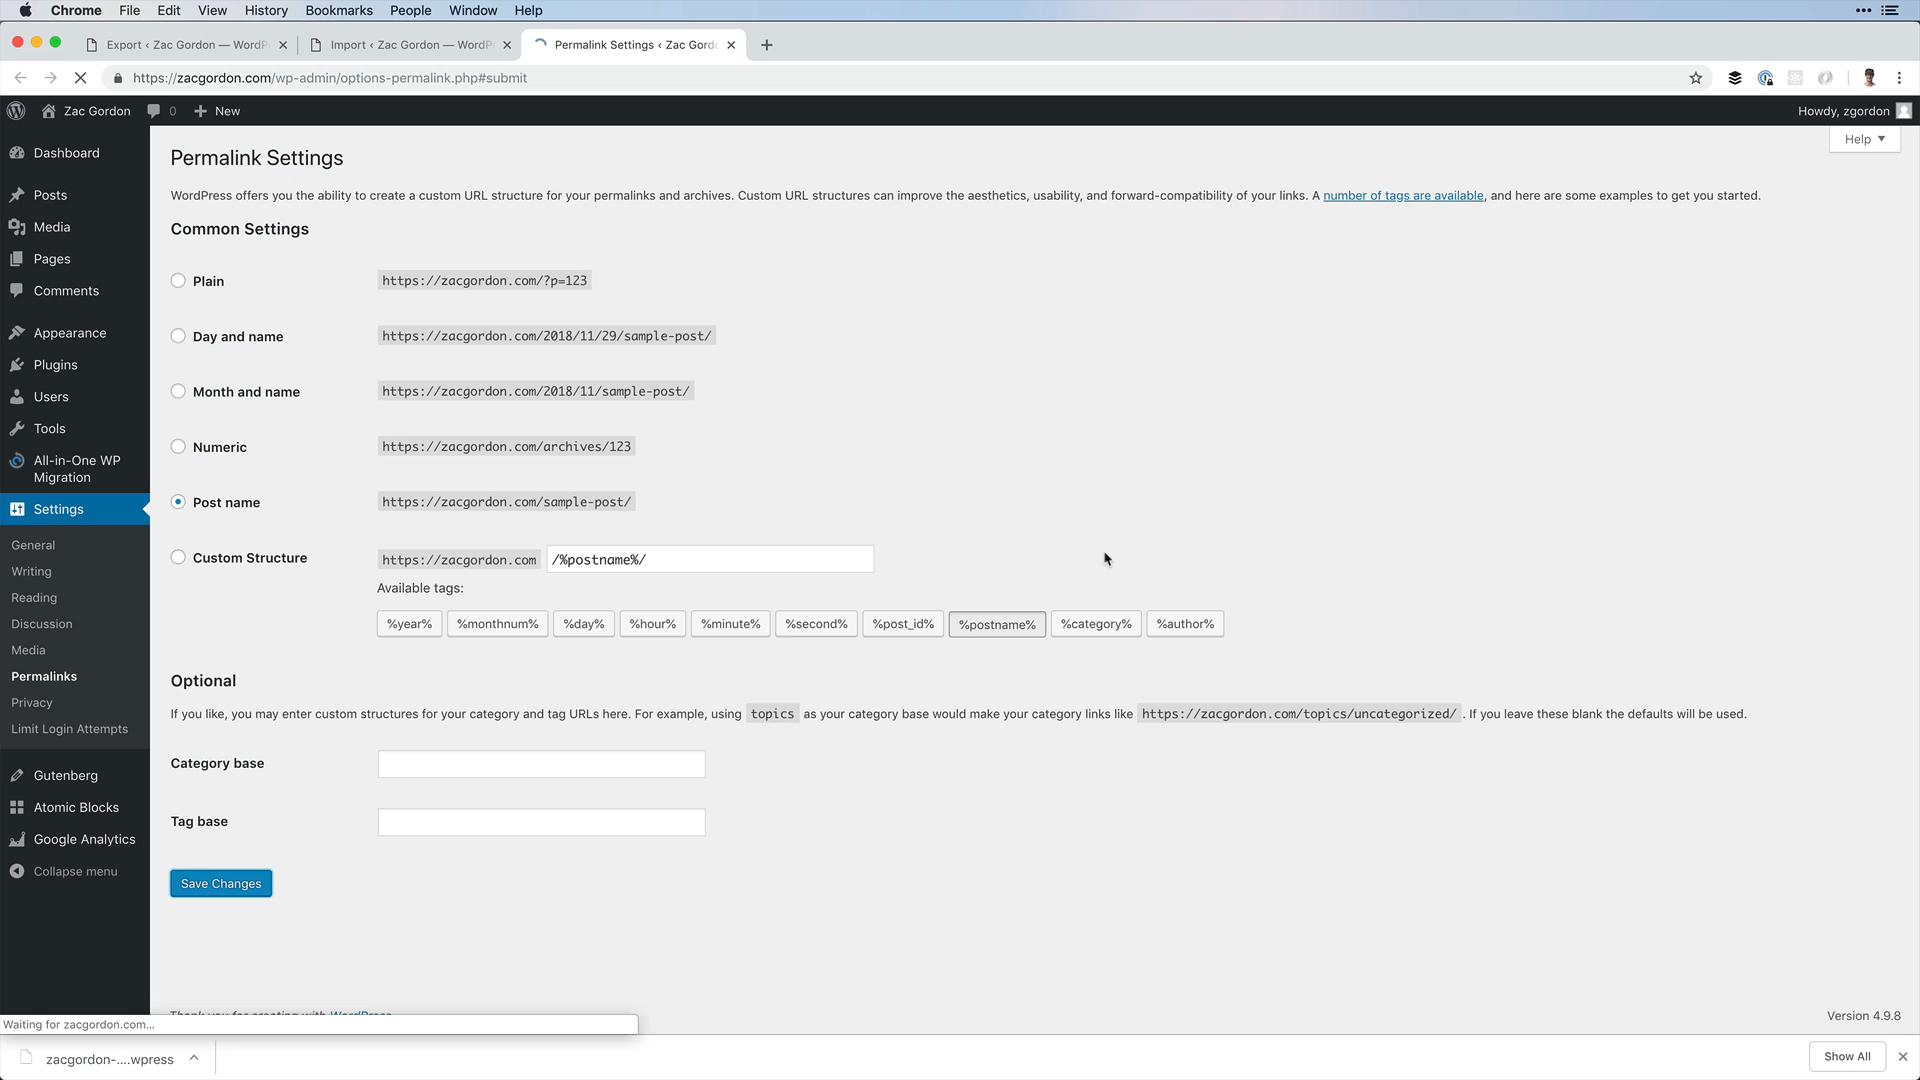 Chrome File Edit View History Bookmarks People Window Help
Export ‹ Zac Gordon — WordP
Import ‹ Zac Gordon — WordP
Permalink Settings ‹ Zac Gord
https://zacgordon.com/wp-admin/options-permalink.php#submit
Zac Gordon
0
New
Howdy, zgordon
Help
Dashboard
Posts
Media
Pages
Comments
Appearance
Plugins
Users
Tools
All-in-One WP
Migration
Settings
General
Writing
Reading
Discussion
Media
Permalinks
Privacy
Limit Login Attempts
Gutenberg
Atomic Blocks
Google Analytics
Collapse menu
Permalink Settings
WordPress offers you the ability to create a custom URL structure for your permalinks and archives. Custom URL structures can improve the aesthetics, usability, and forward-compatibility of your links. A number of tags are available, and here are some examples to get you started.
Common Settings
Plain https://zacgordon.com/?p=123
Day and name https://zacgordon.com/2018/11/29/sample-post/
Month and name https://zacgordon.com/2018/11/sample-post/
Numeric https://zacgordon.com/archives/123
Post name https://zacgordon.com/sample-post/
Custom Structure https://zacgordon.com /%postname%/
Available tags:
%year% %monthnum% %day% %hour% %minute% %second% %post_id% %postname% %category% %author%
Optional
If you like, you may enter custom structures for your category and tag URLs here. For example, using topics as your category base would make your category links like https://zacgordon.com/topics/uncategorized/ . If you leave these blank the defaults will be used.
Category base
Tag base
Save Changes
Thank you for creating with WordPress.
Version 4.9.8
Waiting for zacgordon.com...
zacgordon-....wpress
Show All